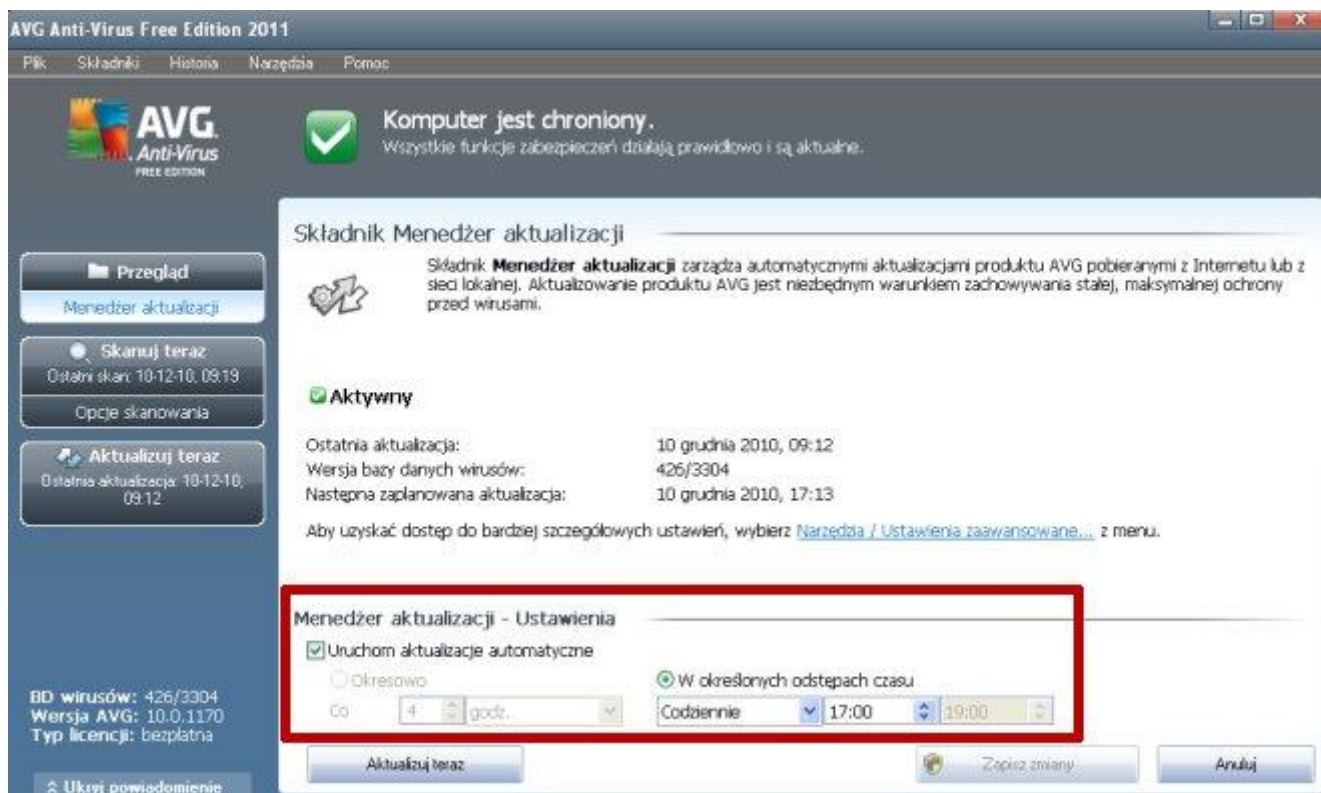 AVG Anti-Virus Free Edition 2011
Plik Składniki Historia Narzędzia Pomoc
AVG
Anti-Virus
FREE EDITION
Komputer jest chroniony.
Wszystkie funkcje zabezpieczeń działają prawidłowo i są aktualne.
Przegląd
Menedżer aktualizacji
Skanuj teraz
Ostatni skan: 10-12-10, 09:19
Opcje skanowania
Aktualizuj teraz
Ostatnia aktualizacja: 10-12-10,
09:12
BD wirusów: 426/3304
Wersja AVG: 10.0.1170
Typ licencji: bezpłatna
Ukryj powiadomienie
Składnik Menedżer aktualizacji
Składnik Menedżer aktualizacji zarządza automatycznymi aktualizacjami produktu AVG pobieranymi z Internetu lub z
sieci lokalnej. Aktualizowanie produktu AVG jest niezbędnym warunkiem zachowywania stałej, maksymalnej ochrony
przed wirusami.
Aktywny
Ostatnia aktualizacja: 10 grudnia 2010, 09:12
Wersja bazy danych wirusów: 426/3304
Następna zaplanowana aktualizacja: 10 grudnia 2010, 17:13
Aby uzyskać dostęp do bardziej szczegółowych ustawień, wybierz Narzędzia / Ustawienia zaawansowane... z menu.
Menedżer aktualizacji - Ustawienia
Uruchom aktualizacje automatyczne
Okresowo W określonych odstępach czasu
Co 4 godz. Codziennie 17:00 19:00
Aktualizuj teraz Zapisz zmiany Anuluj